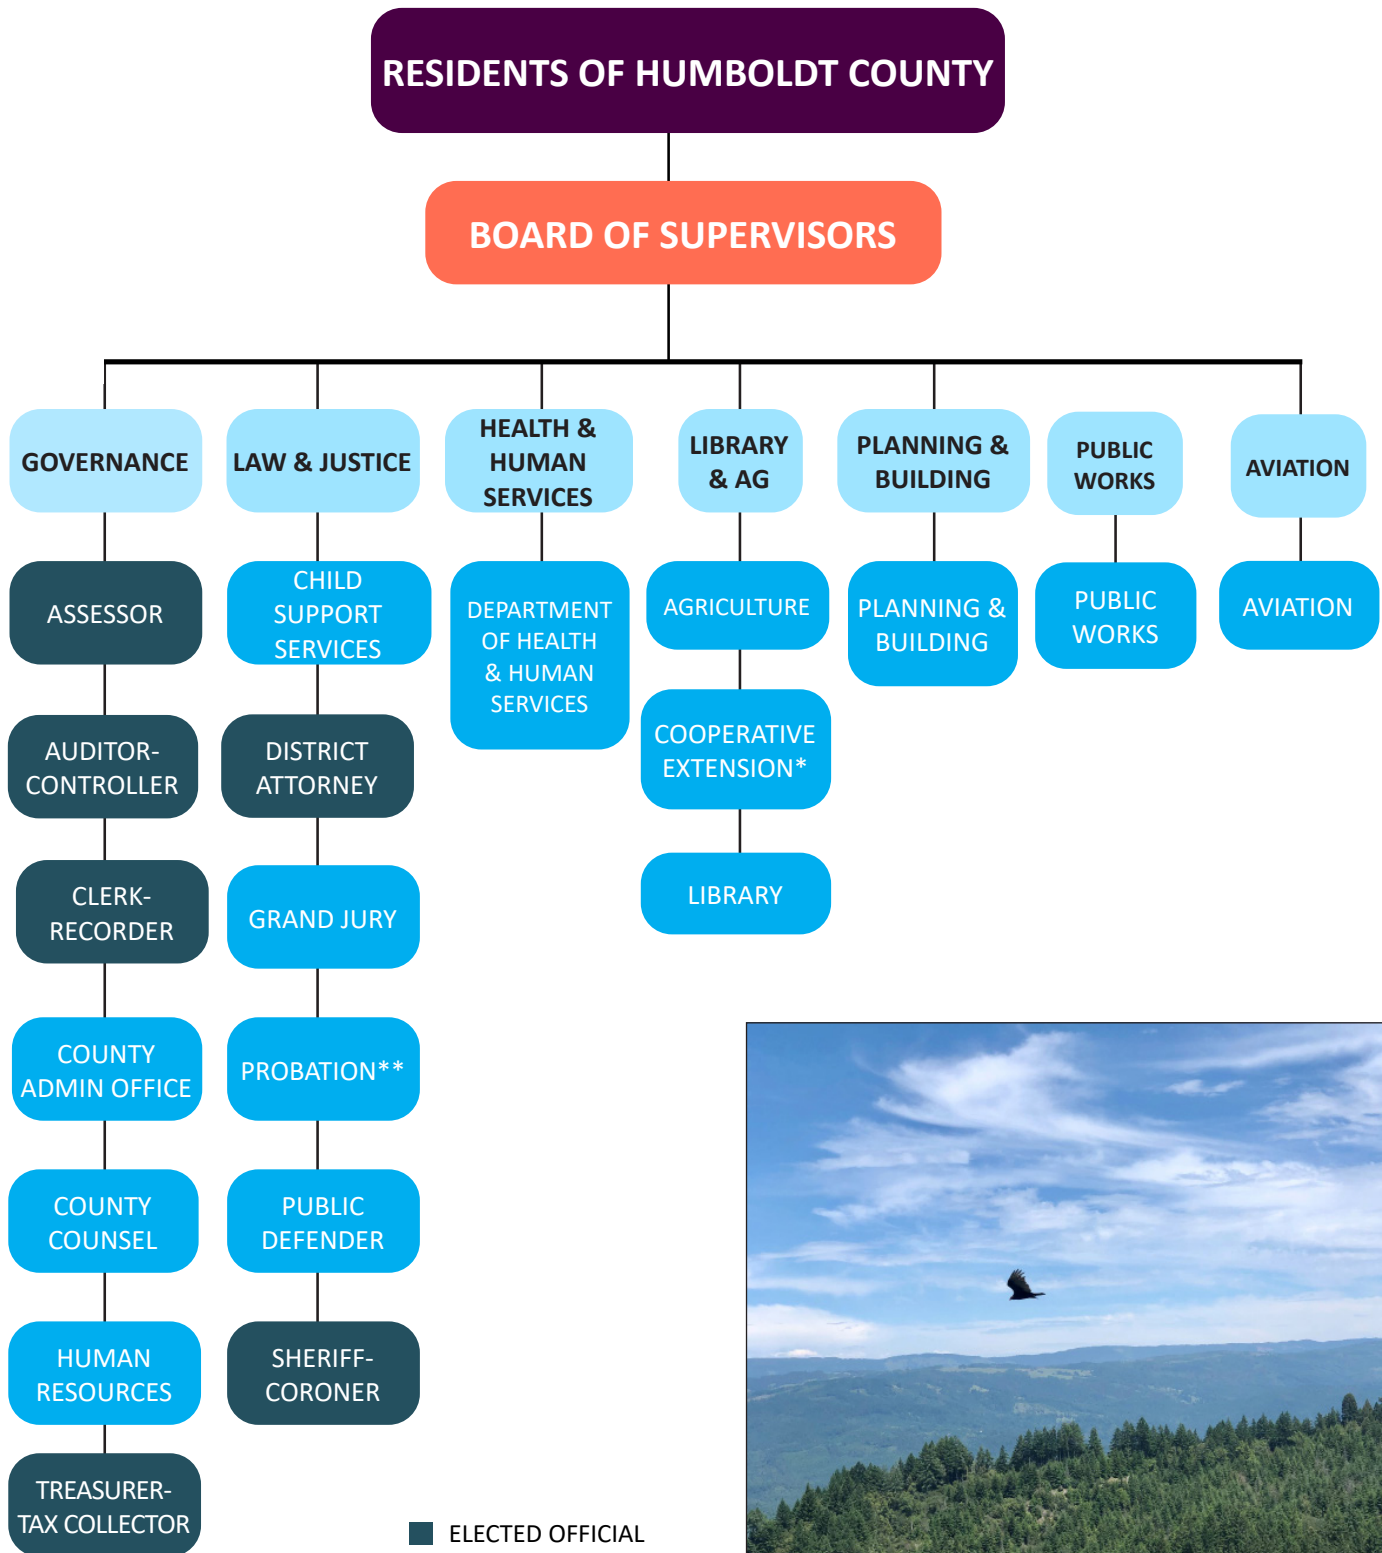 RESIDENTS OF HUMBOLDT COUNTY
BOARD OF SUPERVISORS
GOVERNANCE
ASSESSOR
AUDITOR-
CONTROLLER
CLERK-
RECORDER
COUNTY
ADMIN OFFICE
COUNTY
COUNSEL
HUMAN
RESOURCES
TREASURER-
TAX COLLECTOR
LAW & JUSTICE
CHILD
SUPPORT
SERVICES
DISTRICT
ATTORNEY
GRAND JURY
PROBATION**
PUBLIC
DEFENDER
SHERIFF-
CORONER
HEALTH &
HUMAN
SERVICES
DEPARTMENT
OF HEALTH
& HUMAN
SERVICES
LIBRARY
& AG
AGRICULTURE
COOPERATIVE
EXTENSION*
LIBRARY
PLANNING &
BUILDING
PLANNING &
BUILDING
PUBLIC
WORKS
PUBLIC
WORKS
AVIATION
AVIATION
ELECTED OFFICIAL